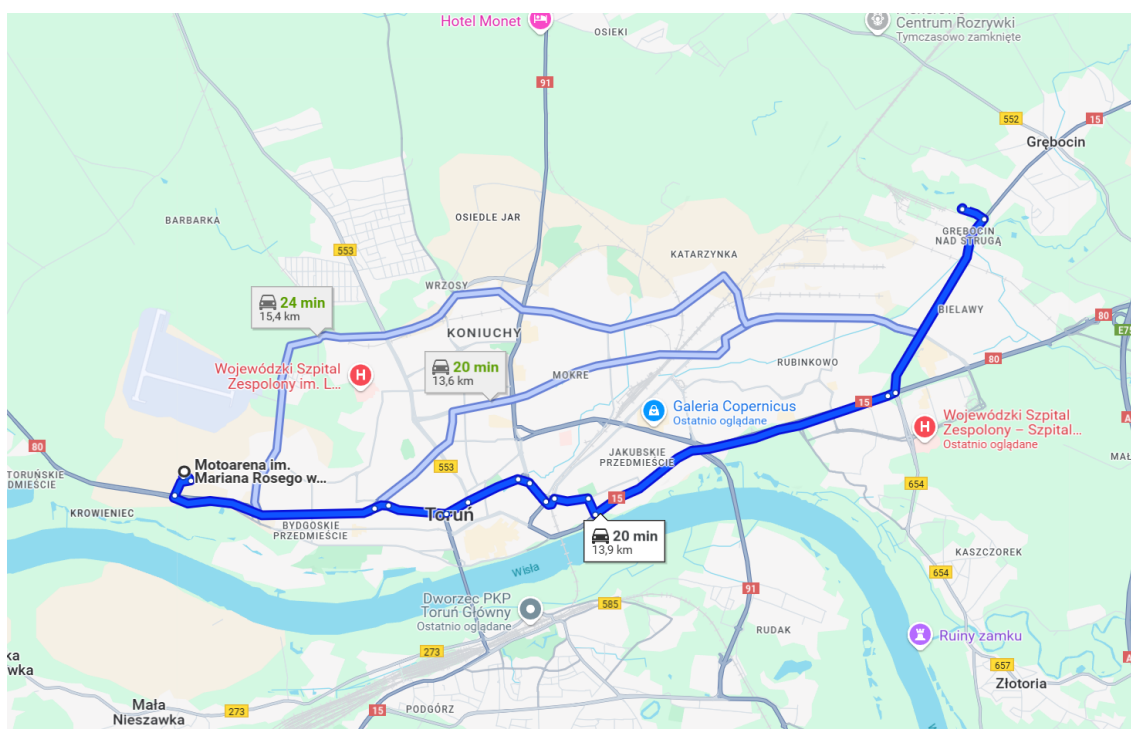 Hotel Monet
OSIEKI
Centrum Rozrywki
Tymczasowo zamknięte
91
552
15
Grębocin
BARBARKA
OSIEDLE JAR
GRĘBOCIN
NAD STRUGĄ
553
KATARZYNKA
WRZOSY
24 min
15,4 km
KONIUCHY
BIELAWY
80
E75
20 min
13,6 km
Wojewódzki Szpital
Zespolony im. L...
MOKRE
RUBINKOWO
80
15
Galeria Copernicus
Ostatnio oglądane
Wojewódzki Szpital
Zespolony – Szpital...
Ostatnio oglądane
80
JAKUBSKIE
PRZEDMIEŚCIE
553
Motoarena im.
Mariana Rosego w...
654
15
KROWIENIEC
Toruń
BYDGOSKIE
PRZEDMIEŚCIE
20 min
13,9 km
KASZCZOREK
654
Wisła
91
Dworzec PKP
Toruń Główny
Ostatnio oglądane
585
RUDAK
Ruiny zamku
273
657
Złotoria
Mała
Nieszawka
273
15
PODGÓRZ